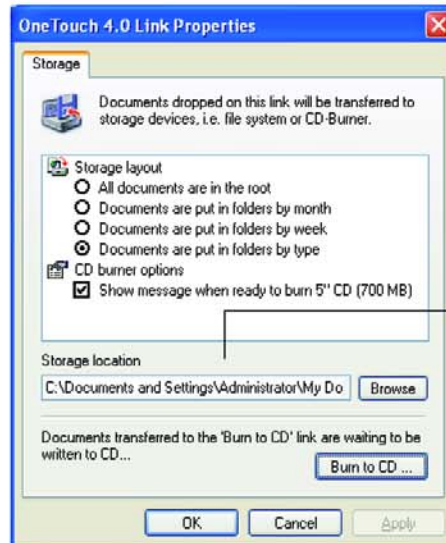 OneTouch 4.0 Link Properties
Storage
Documents dropped on this link will be transferred to
storage devices, i.e. file system or CD-Burner.
Storage layout
All documents are in the root
Documents are put in folders by month
Documents are put in folders by week
Documents are put in folders by type
CD burner options
Show message when ready to burn 5" CD (700 MB)
Storage location
C:\Documents and Settings\Administrator\My Do
Browse
Documents transferred to the 'Burn to CD' link are waiting to be
written to CD...
Burn to CD ...
OK
Cancel
Apply